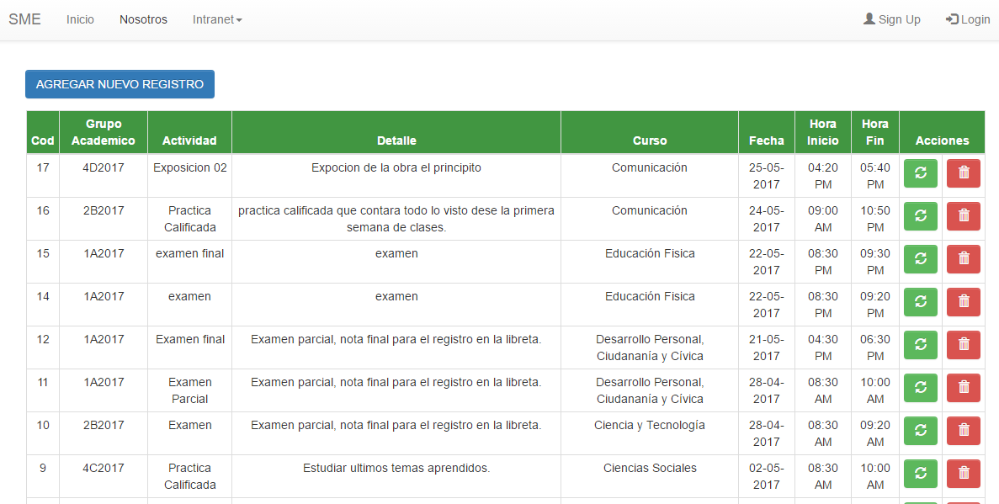 SME Inicio Nosotros Intranet Sign Up Login
AGREGAR NUEVO REGISTRO
Cod Grupo Academico Actividad Detalle Curso Fecha Hora Inicio Hora Fin Acciones
17 4D2017 Exposicion 02 Expocion de la obra el principito Comunicación 25-05-2017 04:20 PM 05:40 PM
16 2B2017 Practica Calificada practica calificada que contara todo lo visto dese la primera semana de clases. Comunicación 24-05-2017 09:00 AM 10:50 PM
15 1A2017 examen final examen Educación Fisica 22-05-2017 08:30 PM 09:30 PM
14 1A2017 examen examen Educación Fisica 22-05-2017 08:30 PM 09:20 PM
12 1A2017 Examen final Examen parcial, nota final para el registro en la libreta. Desarrollo Personal, Ciudananía y Cívica 21-05-2017 04:30 PM 06:30 PM
11 1A2017 Examen Parcial Examen parcial, nota final para el registro en la libreta. Desarrollo Personal, Ciudananía y Cívica 28-04-2017 08:30 AM 10:00 AM
10 2B2017 Examen Examen parcial, nota final para el registro en la libreta. Ciencia y Tecnología 28-04-2017 08:30 AM 09:20 AM
9 4C2017 Practica Calificada Estudiar ultimos temas aprendidos. Ciencias Sociales 02-05-2017 08:30 AM 10:00 AM